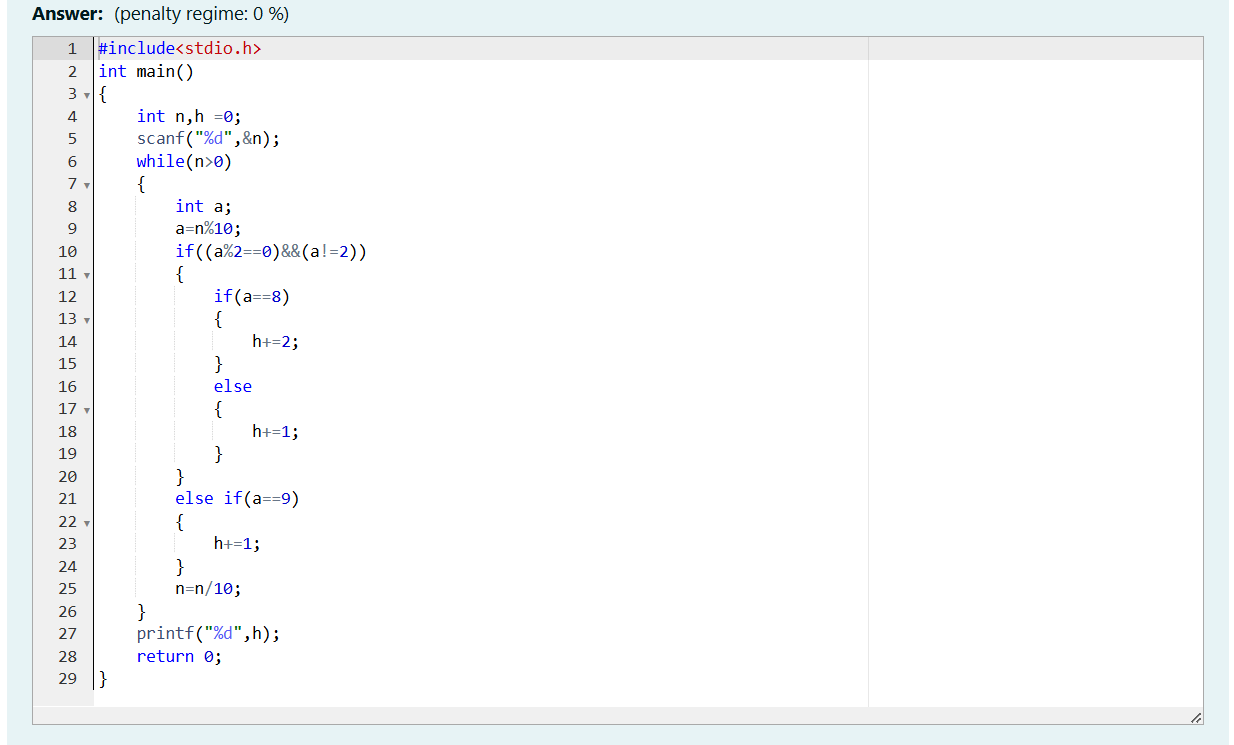 Answer: (penalty regime: 0 %)
1 #include<stdio.h>
2 int main()
3 {
4     int n,h =0;
5     scanf("%d",&n);
6     while(n>0)
7     {
8         int a;
9         a=n%10;
10         if((a%2==0)&&(a!=2))
11         {
12             if(a==8)
13             {
14                 h+=2;
15             }
16             else
17             {
18                 h+=1;
19             }
20         }
21         else if(a==9)
22         {
23             h+=1;
24         }
25         n=n/10;
26     }
27     printf("%d",h);
28     return 0;
29 }